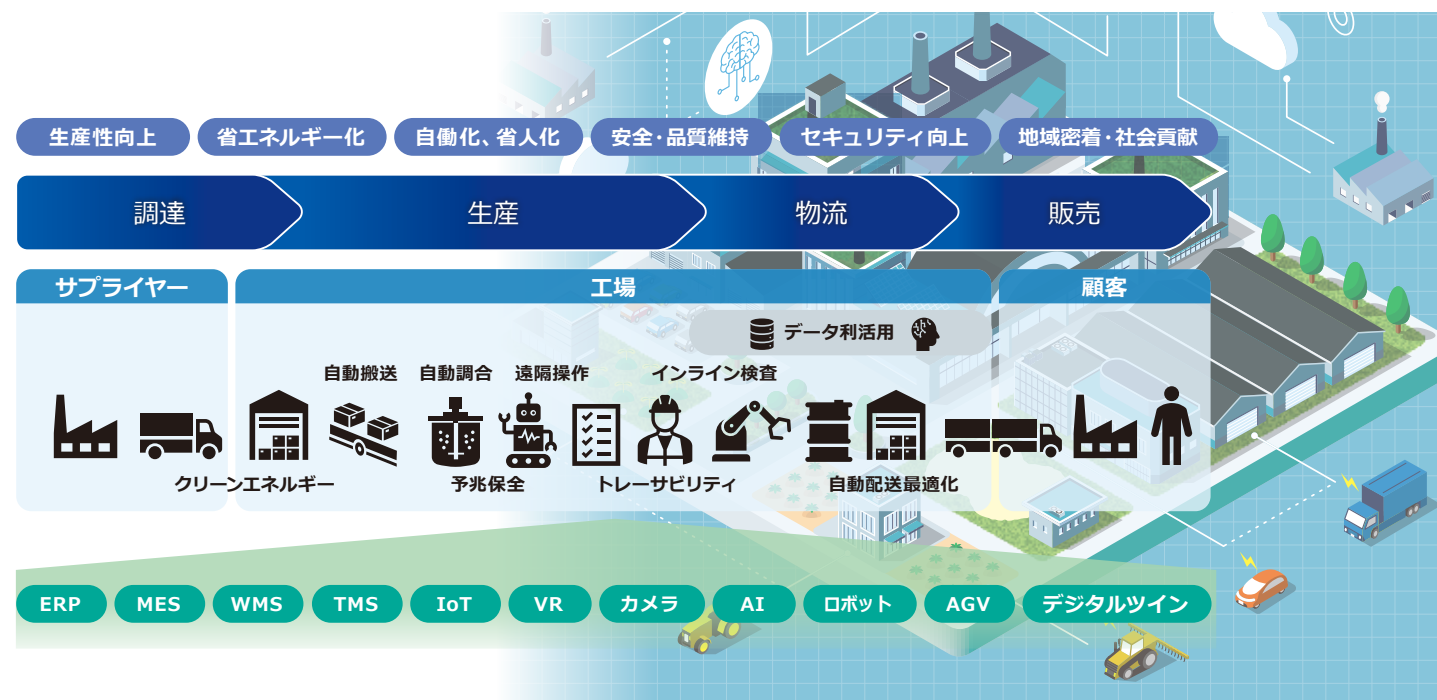 生産性向上
省エネルギー化
自働化、省人化
安全・品質維持
セキュリティ向上
地域密着・社会貢献
調達
生産
物流
販売
サプライヤー
工場
顧客
データ利活用
自動搬送
自動調合
遠隔操作
インライン検査
クリーンエネルギー
予兆保全
トレーサビリティ
自動配送最適化
ERP
MES
WMS
TMS
IoT
VR
カメラ
AI
ロボット
AGV
デジタルツイン